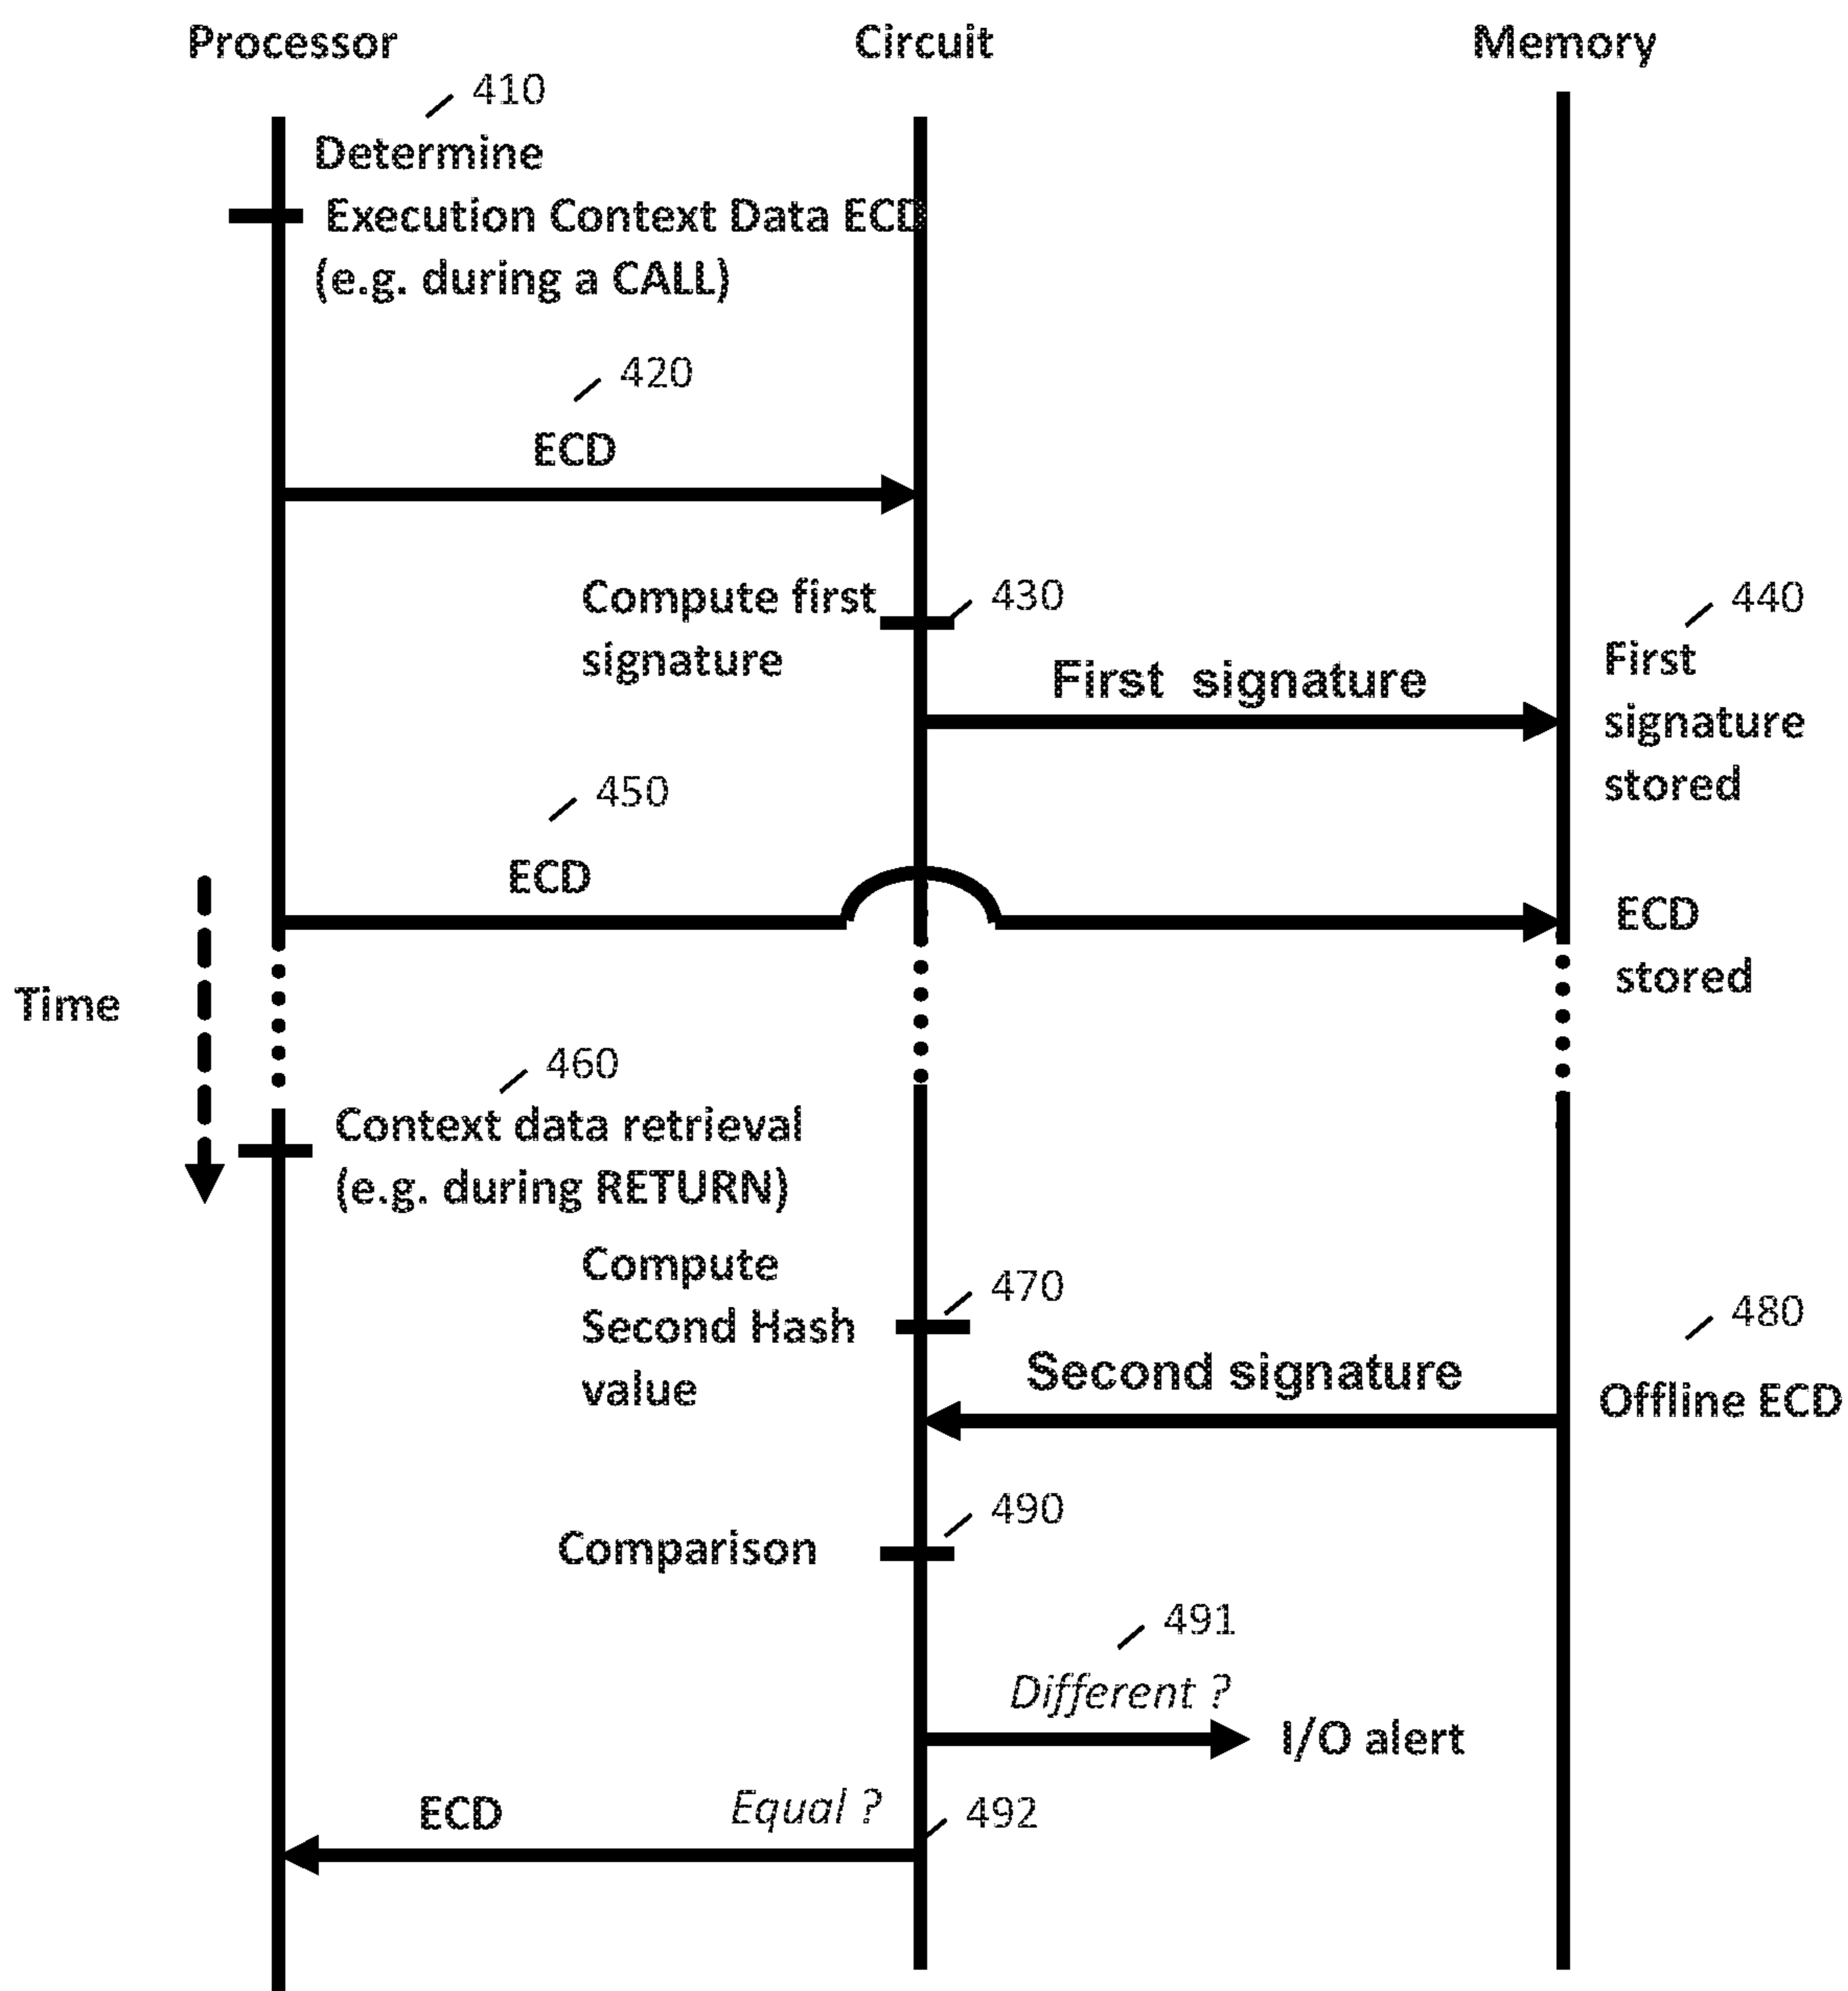 Processor
Circuit
Memory
410
Determine
Execution Context Data ECD
(e.g. during a CALL)
420
ECD
Compute first
signature
430
First signature
440
First
signature
stored
450
ECD
ECD
stored
Time
460
Context data retrieval
(e.g. during RETURN)
Compute
Second Hash
value
470
Second signature
480
Offline ECD
Comparison
490
491
Different ?
I/O alert
ECD
Equal ?
492